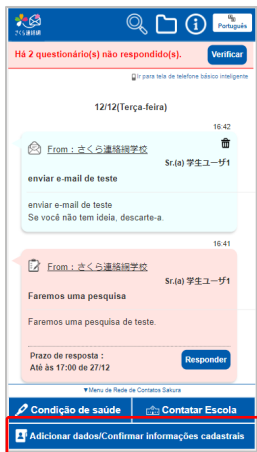 さくら連絡網
Português
Há 2 questionário(s) não respondido(s).
Verificar
Ir para tela de telefone básico inteligente
12/12(Terça-feira)
16:42
From : さくら連絡網学校
Sr.(a) 学生ユーザ1
enviar e-mail de teste
enviar e-mail de teste
Se você não tem ideia, descarte-a.
16:41
From : さくら連絡網学校
Sr.(a) 学生ユーザ1
Faremos uma pesquisa
Faremos uma pesquisa de teste.
Prazo de resposta :
Até às 17:00 de 27/12
Responder
▼Menu de Rede de Contatos Sakura
Condição de saúde
Contatar Escola
Adicionar dados/Confirmar informações cadastrais